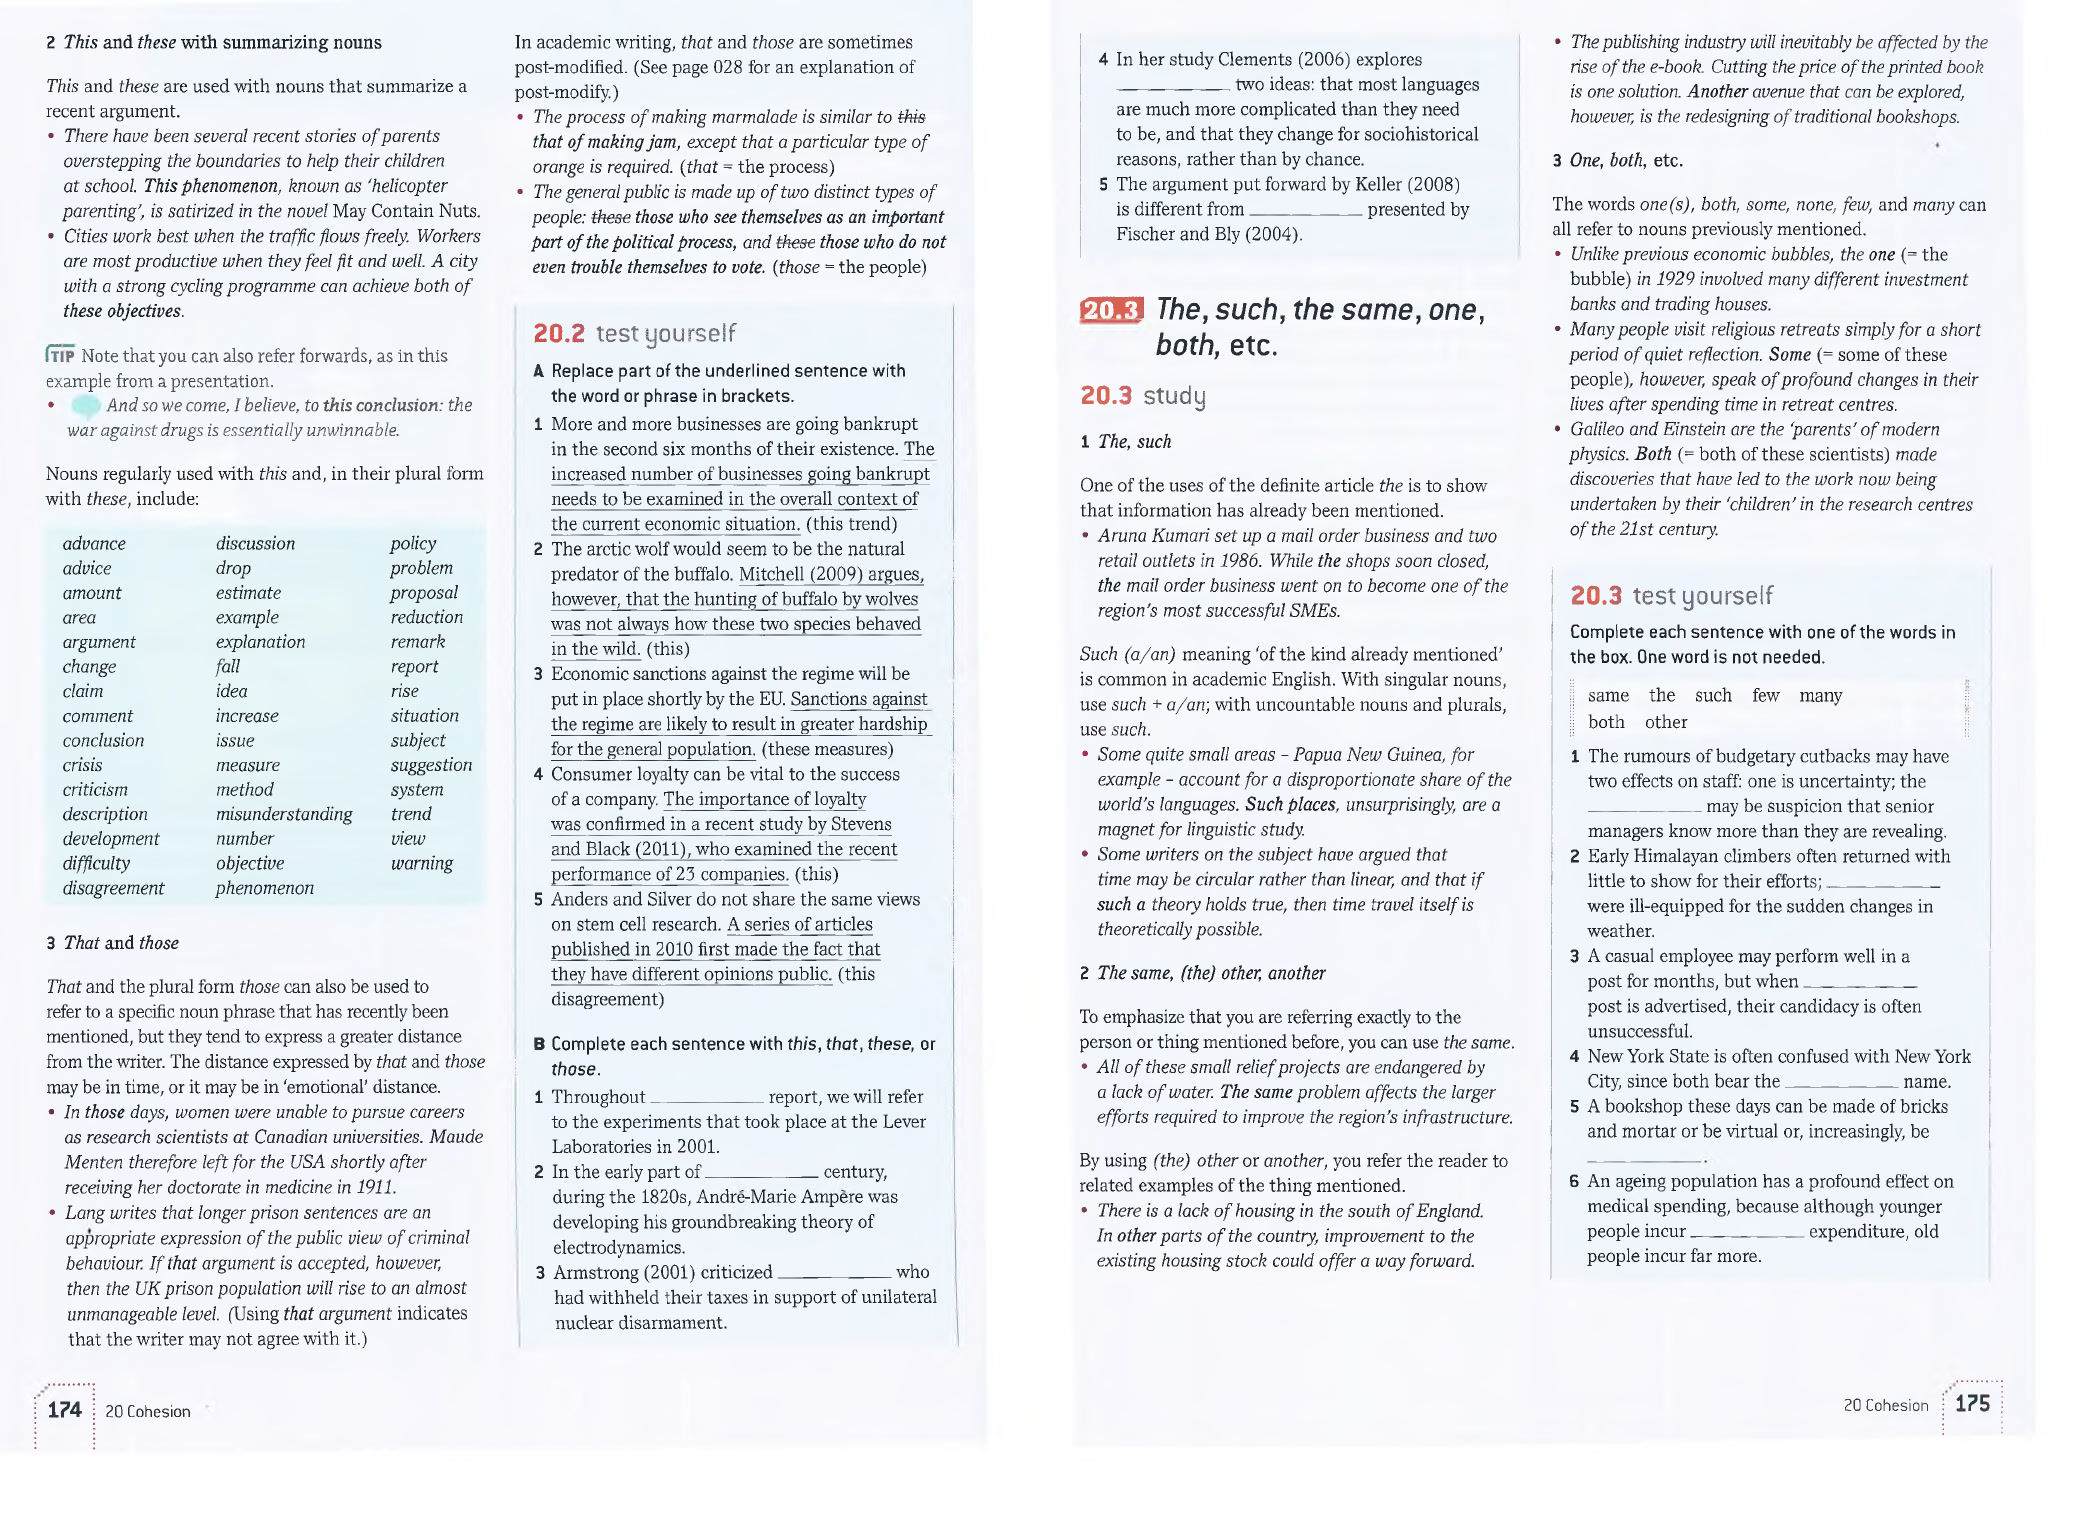 2 This and these with summarizing nouns
This and these are used with nouns that summarize a
recent argument.
• There have been several recent stories of parents
overstepping the boundaries to help their children
at school. This phenomenon, known as 'helicopter
parenting', is satirized in the novel May Contain Nuts.
• Cities work best when the traffic flows freely. Workers
are most productive when they feel fit and well. A city
with a strong cycling programme can achieve both of
these objectives.
TIP Note that you can also refer forwards, as in this
example from a presentation.
• And so we come, I believe, to this conclusion: the
war against drugs is essentially unwinnable.
Nouns regularly used with this and, in their plural form
with these, include:
advance discussion policy
advice drop problem
amount estimate proposal
area example reduction
argument explanation remark
change fall report
claim idea rise
comment increase situation
conclusion issue subject
crisis measure suggestion
criticism method system
description misunderstanding trend
development number view
difficulty objective warning
disagreement phenomenon
3 That and those
That and the plural form those can also be used to
refer to a specific noun phrase that has recently been
mentioned, but they tend to express a greater distance
from the writer. The distance expressed by that and those
may be in time, or it may be in 'emotional' distance.
• In those days, women were unable to pursue careers
as research scientists at Canadian universities. Maude
Menten therefore left for the USA shortly after
receiving her doctorate in medicine in 1911.
• Lang writes that longer prison sentences are an
appropriate expression of the public view of criminal
behaviour. If that argument is accepted, however,
then the UK prison population will rise to an almost
unmanageable level. (Using that argument indicates
that the writer may not agree with it.)
174 20 Cohesion
In academic writing, that and those are sometimes
post-modified. (See page 028 for an explanation of
post-modify.)
• The process of making marmalade is similar to this
that of making jam, except that a particular type of
orange is required. (that = the process)
• The general public is made up of two distinct types of
people: these those who see themselves as an important
part of the political process, and these those who do not
even trouble themselves to vote. (those = the people)
20.2 test yourself
A Replace part of the underlined sentence with
the word or phrase in brackets.
1 More and more businesses are going bankrupt
in the second six months of their existence. The
increased number of businesses going bankrupt
needs to be examined in the overall context of
the current economic situation. (this trend)
2 The arctic wolf would seem to be the natural
predator of the buffalo. Mitchell (2009) argues,
however, that the hunting of buffalo by wolves
was not always how these two species behaved
in the wild. (this)
3 Economic sanctions against the regime will be
put in place shortly by the EU. Sanctions against
the regime are likely to result in greater hardship
for the general population. (these measures)
4 Consumer loyalty can be vital to the success
of a company. The importance of loyalty
was confirmed in a recent study by Stevens
and Black (2011), who examined the recent
performance of 23 companies. (this)
5 Anders and Silver do not share the same views
on stem cell research. A series of articles
published in 2010 first made the fact that
they have different opinions public. (this
disagreement)
B Complete each sentence with this, that, these, or
those.
1 Throughout __________ report, we will refer
to the experiments that took place at the Lever
Laboratories in 2001.
2 In the early part of __________ century,
during the 1820s, André-Marie Ampère was
developing his groundbreaking theory of
electrodynamics.
3 Armstrong (2001) criticized __________ who
had withheld their taxes in support of unilateral
nuclear disarmament.
4 In her study Clements (2006) explores
__________ two ideas: that most languages
are much more complicated than they need
to be, and that they change for sociohistorical
reasons, rather than by chance.
5 The argument put forward by Keller (2008)
is different from __________ presented by
Fischer and Bly (2004).
20.3 The, such, the same, one,
both, etc.
20.3 study
1 The, such
One of the uses of the definite article the is to show
that information has already been mentioned.
• Aruna Kumari set up a mail order business and two
retail outlets in 1986. While the shops soon closed,
the mail order business went on to become one of the
region's most successful SMEs.
Such (a/an) meaning 'of the kind already mentioned'
is common in academic English. With singular nouns,
use such + a/an; with uncountable nouns and plurals,
use such.
• Some quite small areas – Papua New Guinea, for
example – account for a disproportionate share of the
world's languages. Such places, unsurprisingly, are a
magnet for linguistic study.
• Some writers on the subject have argued that
time may be circular rather than linear, and that if
such a theory holds true, then time travel itself is
theoretically possible.
2 The same, (the) other, another
To emphasize that you are referring exactly to the
person or thing mentioned before, you can use the same.
• All of these small relief projects are endangered by
a lack of water. The same problem affects the larger
efforts required to improve the region's infrastructure.
By using (the) other or another, you refer the reader to
related examples of the thing mentioned.
• There is a lack of housing in the south of England.
In other parts of the country, improvement to the
existing housing stock could offer a way forward.
• The publishing industry will inevitably be affected by the
rise of the e-book. Cutting the price of the printed book
is one solution. Another avenue that can be explored,
however, is the redesigning of traditional bookshops.
3 One, both, etc.
The words one(s), both, some, none, few, and many can
all refer to nouns previously mentioned.
• Unlike previous economic bubbles, the one (= the
bubble) in 1929 involved many different investment
banks and trading houses.
• Many people visit religious retreats simply for a short
period of quiet reflection. Some (= some of these
people), however, speak of profound changes in their
lives after spending time in retreat centres.
• Galileo and Einstein are the 'parents' of modern
physics. Both (= both of these scientists) made
discoveries that have led to the work now being
undertaken by their 'children' in the research centres
of the 21st century.
20.3 test yourself
Complete each sentence with one of the words in
the box. One word is not needed.
same the such few many
both other
1 The rumours of budgetary cutbacks may have
two effects on staff: one is uncertainty; the
__________ may be suspicion that senior
managers know more than they are revealing.
2 Early Himalayan climbers often returned with
little to show for their efforts; __________
were ill-equipped for the sudden changes in
weather.
3 A casual employee may perform well in a
post for months, but when __________
post is advertised, their candidacy is often
unsuccessful.
4 New York State is often confused with New York
City, since both bear the __________ name.
5 A bookshop these days can be made of bricks
and mortar or be virtual or, increasingly, be
__________.
6 An ageing population has a profound effect on
medical spending, because although younger
people incur __________ expenditure, old
people incur far more.
20 Cohesion 175